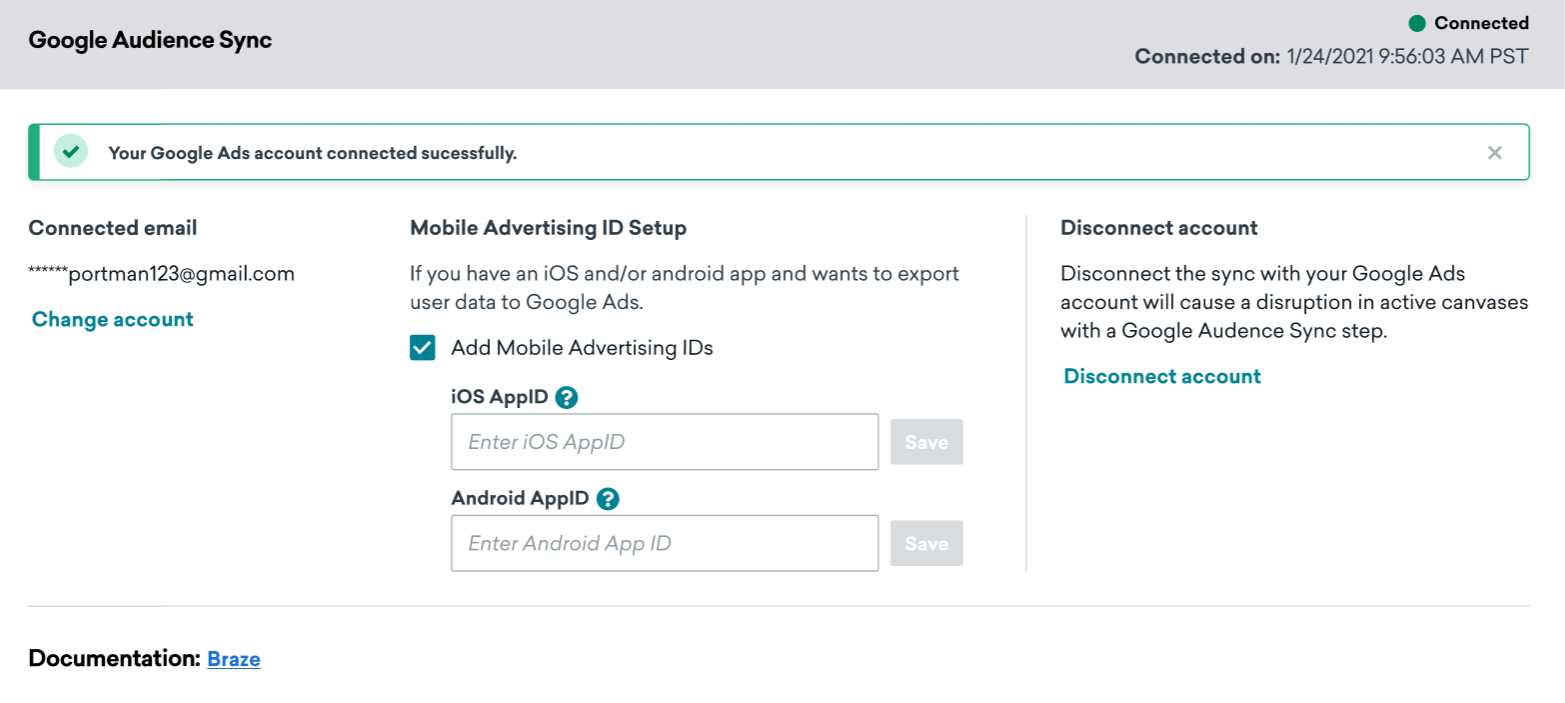 Google Audience Sync
Connected
Connected on: 1/24/2021 9:56:03 AM PST
Your Google Ads account connected sucessfully.
Connected email
******portman123@gmail.com
Change account
Mobile Advertising ID Setup
If you have an iOS and/or android app and wants to export
user data to Google Ads.
Add Mobile Advertising IDs
iOS AppID ?
Enter iOS AppID
Save
Android AppID ?
Enter Android App ID
Save
Disconnect account
Disconnect the sync with your Google Ads
account will cause a disruption in active canvases
with a Google Audence Sync step.
Disconnect account
Documentation: Braze